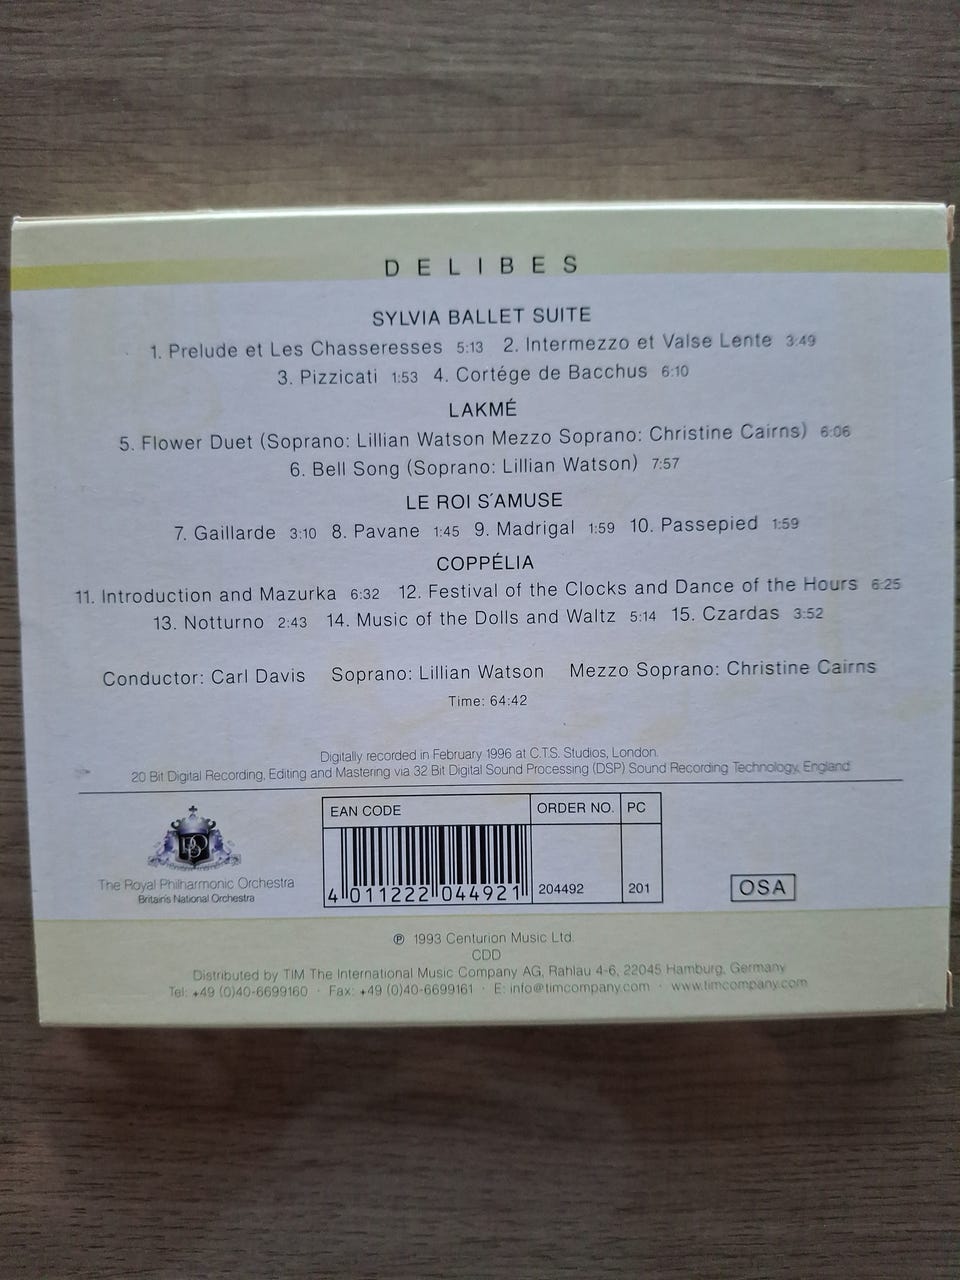 DELIBES
SYLVIA BALLET SUITE
1. Prelude et Les Chasseresses 5:13 2. Intermezzo et Valse Lente 3:49
3. Pizzicati 1:53 4. Cortége de Bacchus 6:10
LAKMÉ
5. Flower Duet (Soprano: Lillian Watson Mezzo Soprano: Christine Cairns) 6:06
6. Bell Song (Soprano: Lillian Watson) 7:57
LE ROI S'AMUSE
7. Gaillarde 3:10 8. Pavane 1:45 9. Madrigal 1:59 10. Passepied 1:59
COPPÉLIA
11. Introduction and Mazurka 6:32 12. Festival of the Clocks and Dance of the Hours 6:25
13. Notturno 2:43 14. Music of the Dolls and Waltz 5:14 15. Czardas 3:52
Conductor: Carl Davis Soprano: Lillian Watson Mezzo Soprano: Christine Cairns
Time: 64:42
Digitally recorded in February 1996 at C.T.S. Studios, London.
20 Bit Digital Recording, Editing and Mastering via 32 Bit Digital Sound Processing (DSP) Sound Recording Technology, England
EAN CODE ORDER NO. PC
RPO
The Royal Philharmonic Orchestra
Britain's National Orchestra
4 011222 044921 204492 201
OSA
℗ 1993 Centurion Music Ltd.
CDD
Distributed by TIM The International Music Company AG, Rahlau 4-6, 22045 Hamburg, Germany
Tel: +49 (0)40-6699160 · Fax: +49 (0)40-6699161 · E: info@timcompany.com · www.timcompany.com